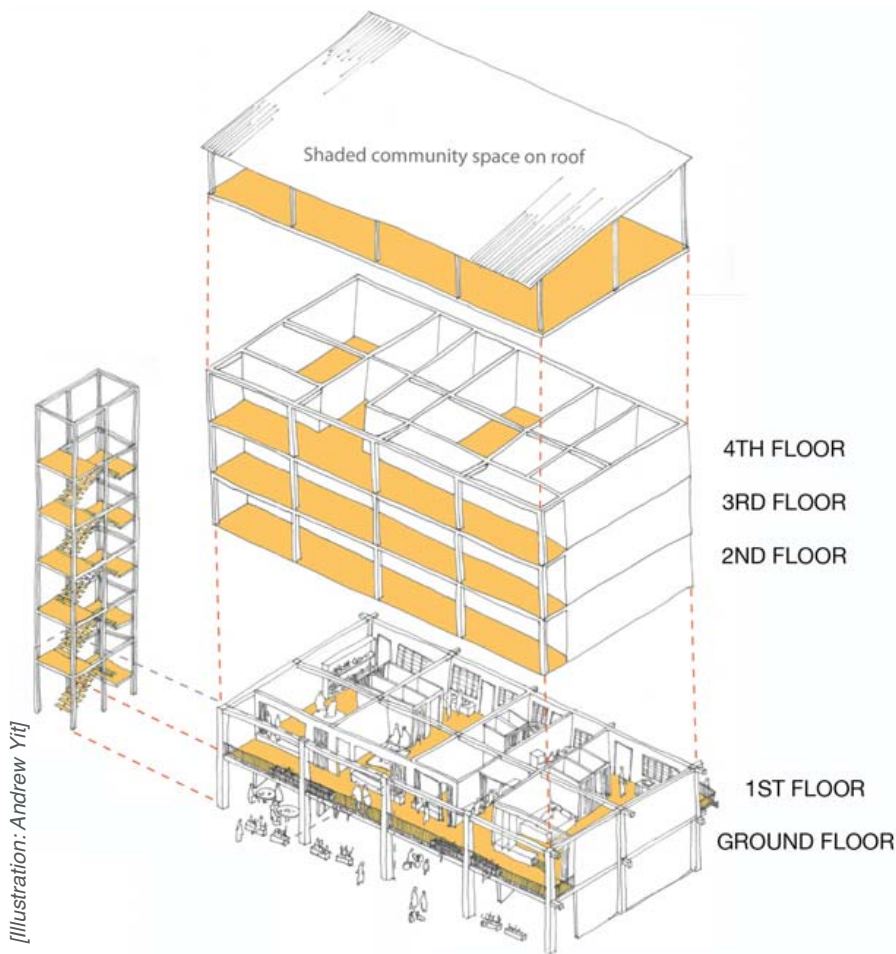 Shaded community space on roof
4TH FLOOR
3RD FLOOR
2ND FLOOR
1ST FLOOR
GROUND FLOOR
[Illustration: Andrew Yit]